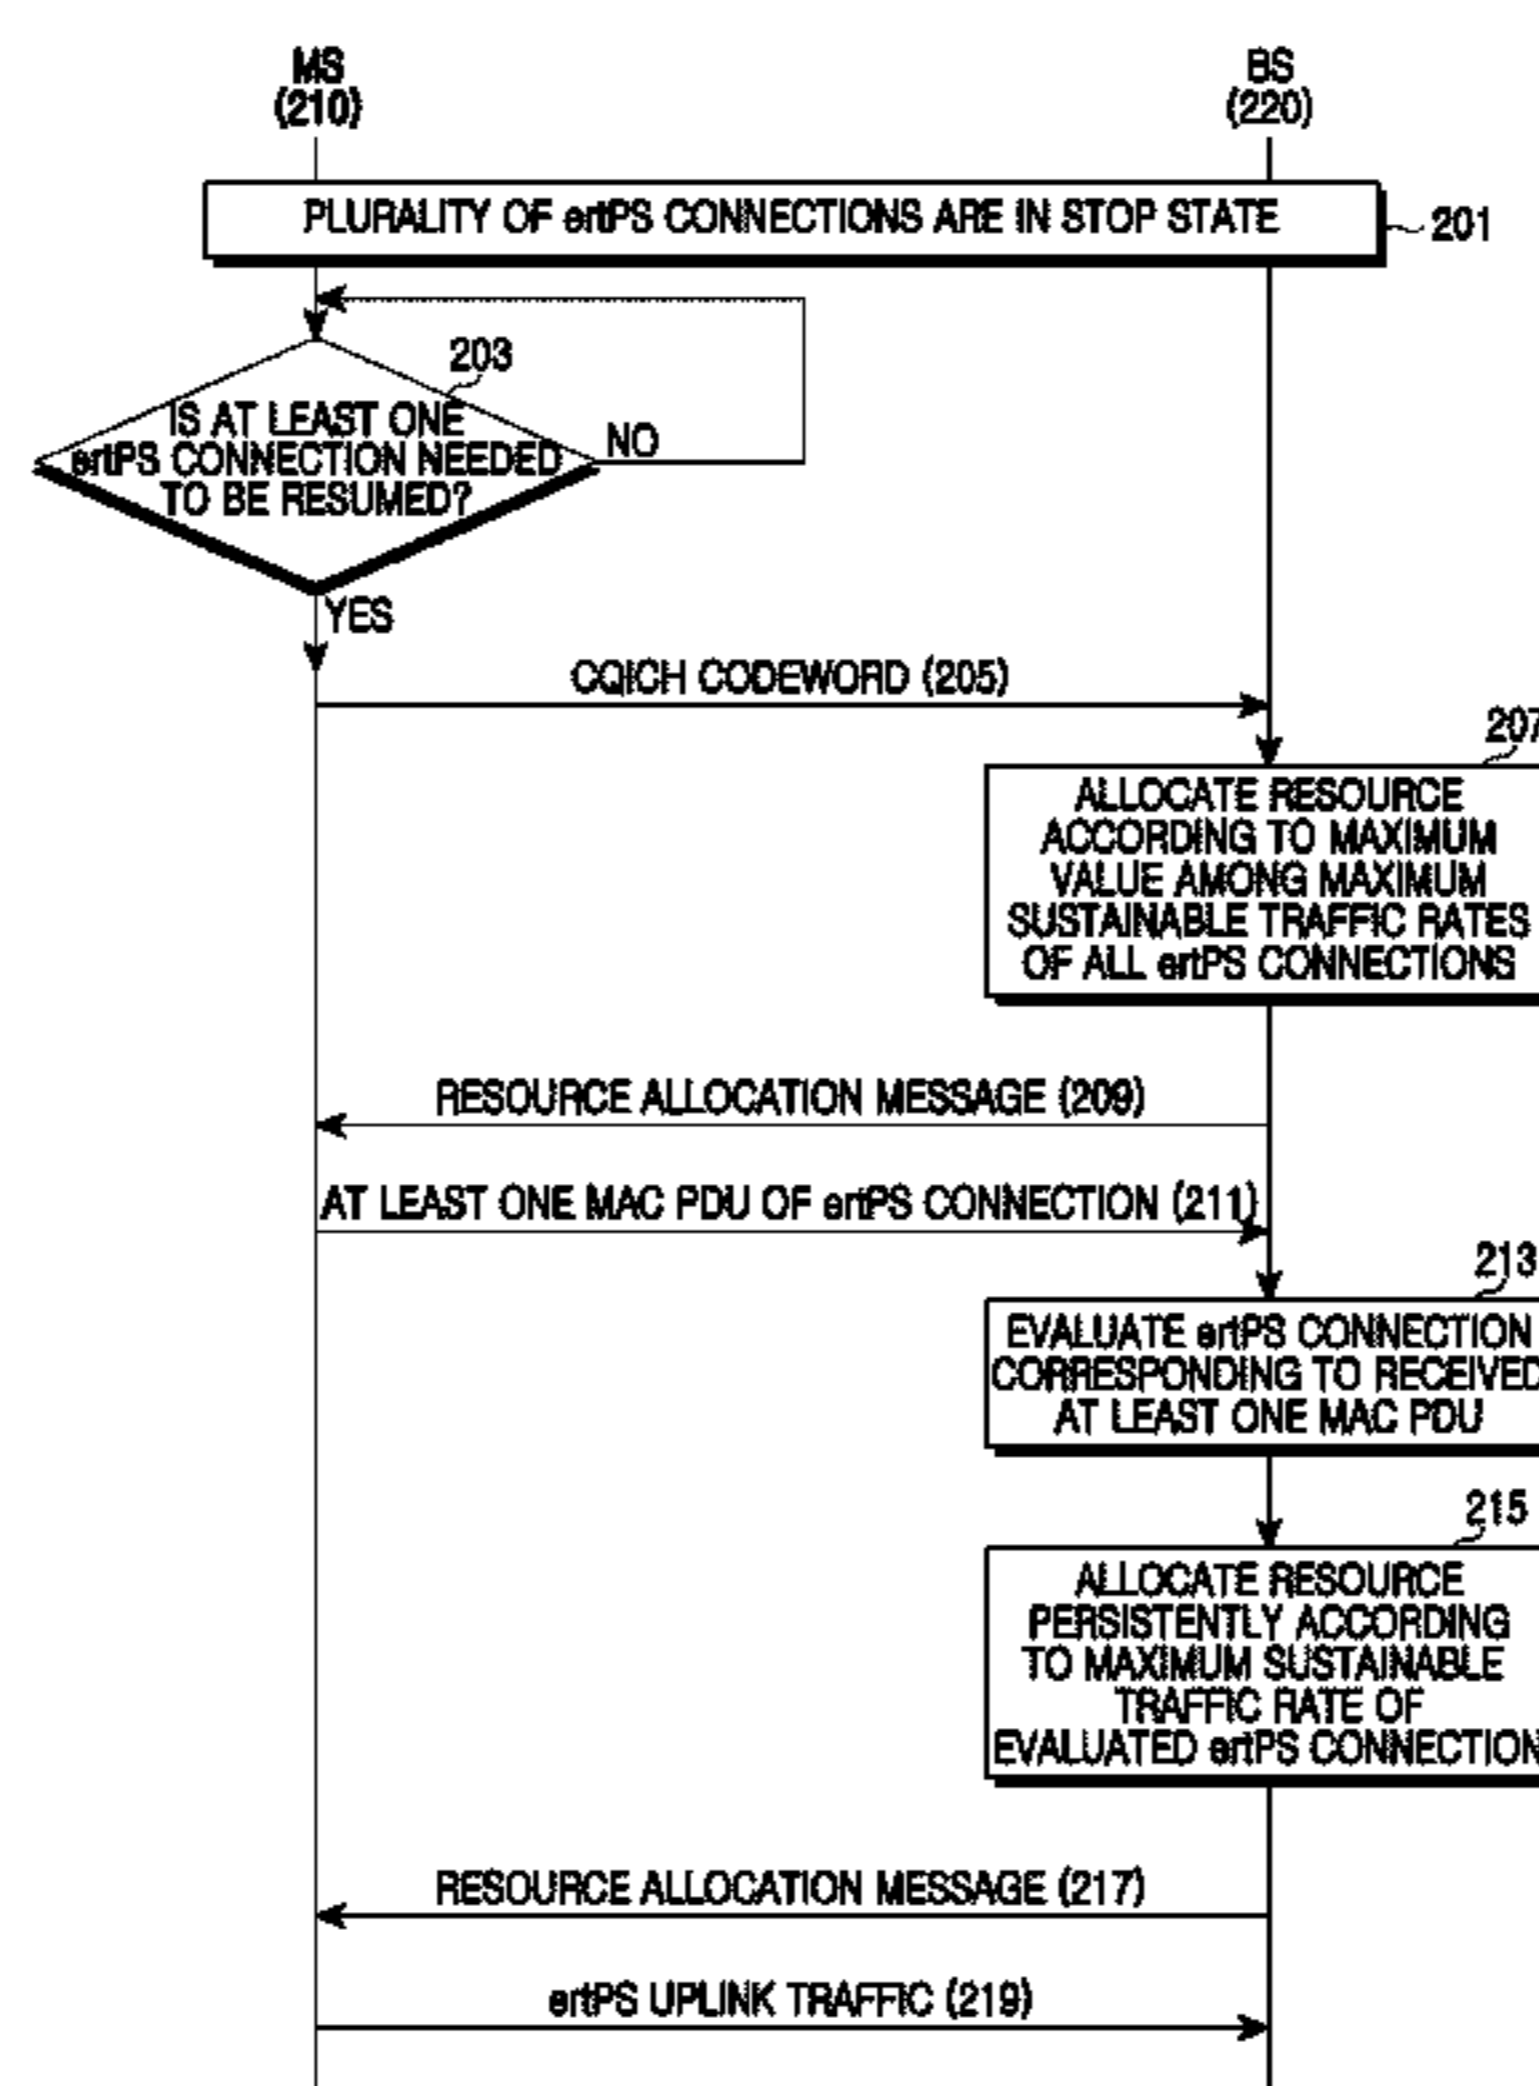 MS
(210)
BS
(220)
PLURALITY OF ertPS CONNECTIONS ARE IN STOP STATE
201
203
IS AT LEAST ONE
ertPS CONNECTION NEEDED
TO BE RESUMED?
NO
YES
CQICH CODEWORD (205)
207
ALLOCATE RESOURCE
ACCORDING TO MAXIMUM
VALUE AMONG MAXIMUM
SUSTAINABLE TRAFFIC RATES
OF ALL ertPS CONNECTIONS
RESOURCE ALLOCATION MESSAGE (209)
AT LEAST ONE MAC PDU OF ertPS CONNECTION (211)
213
EVALUATE ertPS CONNECTION
CORRESPONDING TO RECEIVED
AT LEAST ONE MAC PDU
215
ALLOCATE RESOURCE
PERSISTENTLY ACCORDING
TO MAXIMUM SUSTAINABLE
TRAFFIC RATE OF
EVALUATED ertPS CONNECTION
RESOURCE ALLOCATION MESSAGE (217)
ertPS UPLINK TRAFFIC (219)